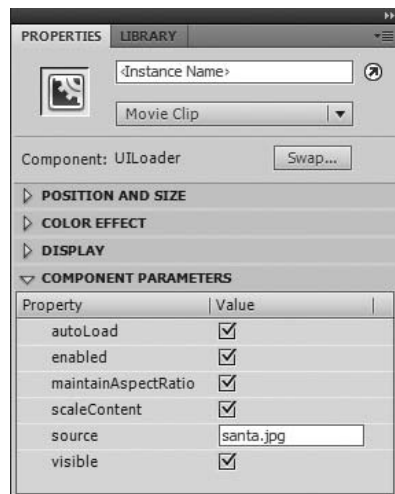 PROPERTIES LIBRARY
<Instance Name>
Movie Clip
Component: UILoader Swap...
POSITION AND SIZE
COLOR EFFECT
DISPLAY
COMPONENT PARAMETERS
Property Value
autoLoad
enabled
maintainAspectRatio
scaleContent
source santa.jpg
visible